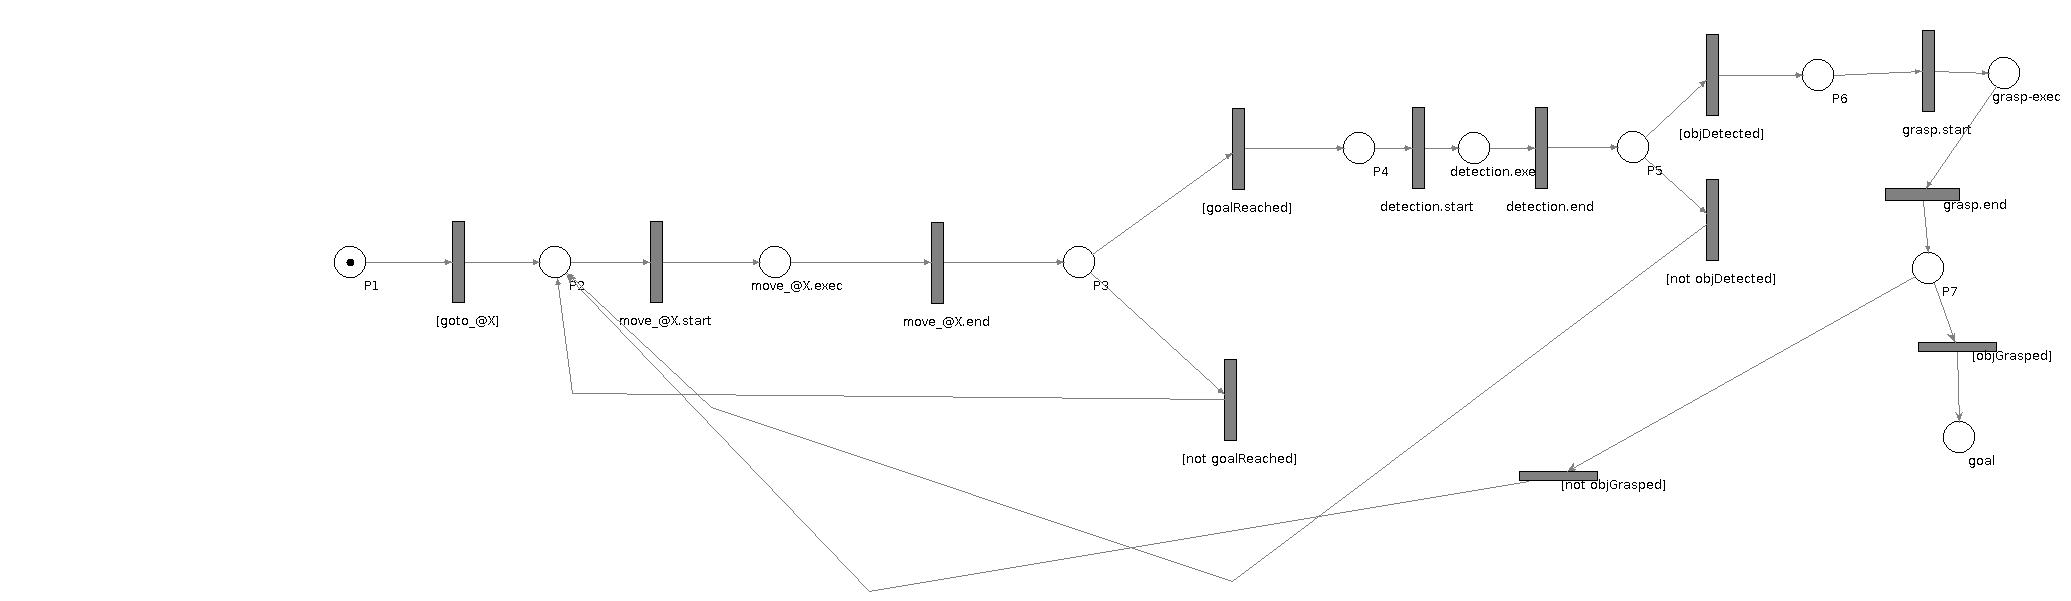 P6
grasp-exec
[objDetected]
grasp.start
P4
detection.exe
P5
[goalReached]
detection.start
detection.end
grasp.end
[not objDetected]
P1
P2
move_@X.exec
P3
P7
[goto_@X]
move_@X.start
move_@X.end
[objGrasped]
[not goalReached]
goal
[not objGrasped]